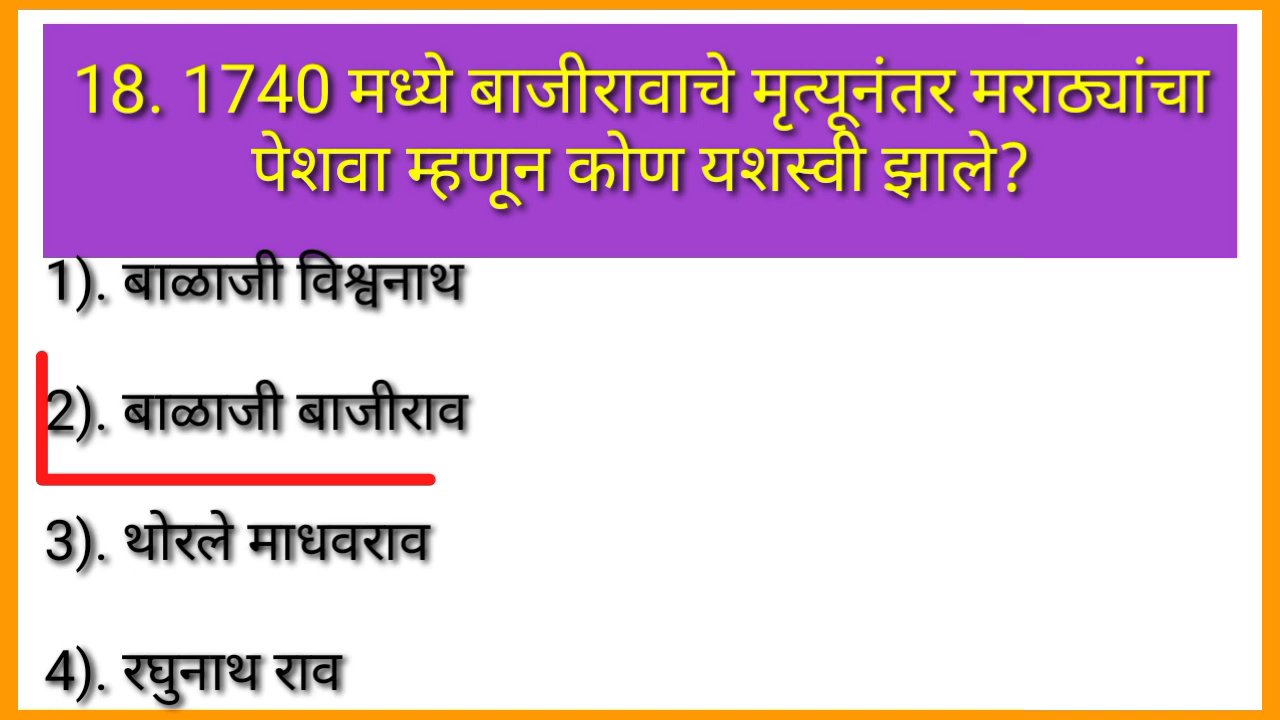 18. 1740 मध्ये बाजीरावाचे मृत्यूनंतर मराठ्यांचा
पेशवा म्हणून कोण यशस्वी झाले?
1). बाळाजी विश्वनाथ
2). बाळाजी बाजीराव
3). थोरले माधवराव
4). रघुनाथ राव